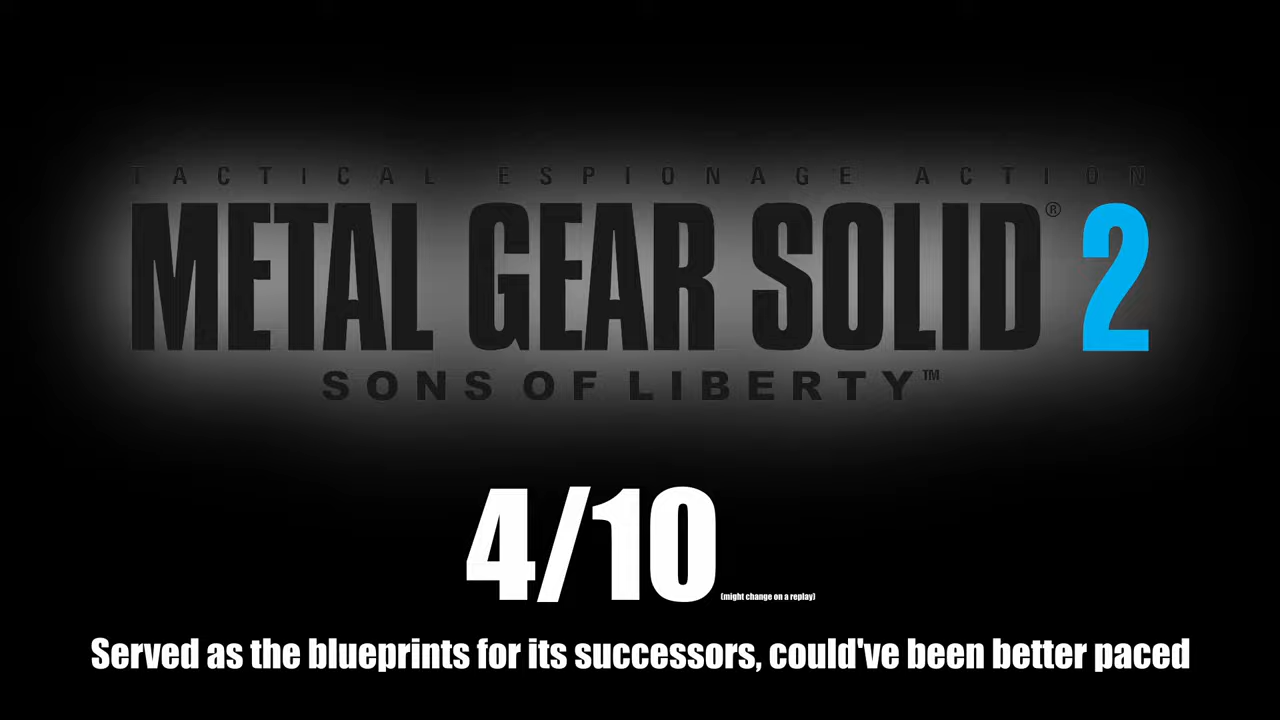 TACTICAL ESPIONAGE ACTION
METAL GEAR SOLID® 2
SONS OF LIBERTY™
4/10 (might change on a replay)
Served as the blueprints for its successors, could've been better paced